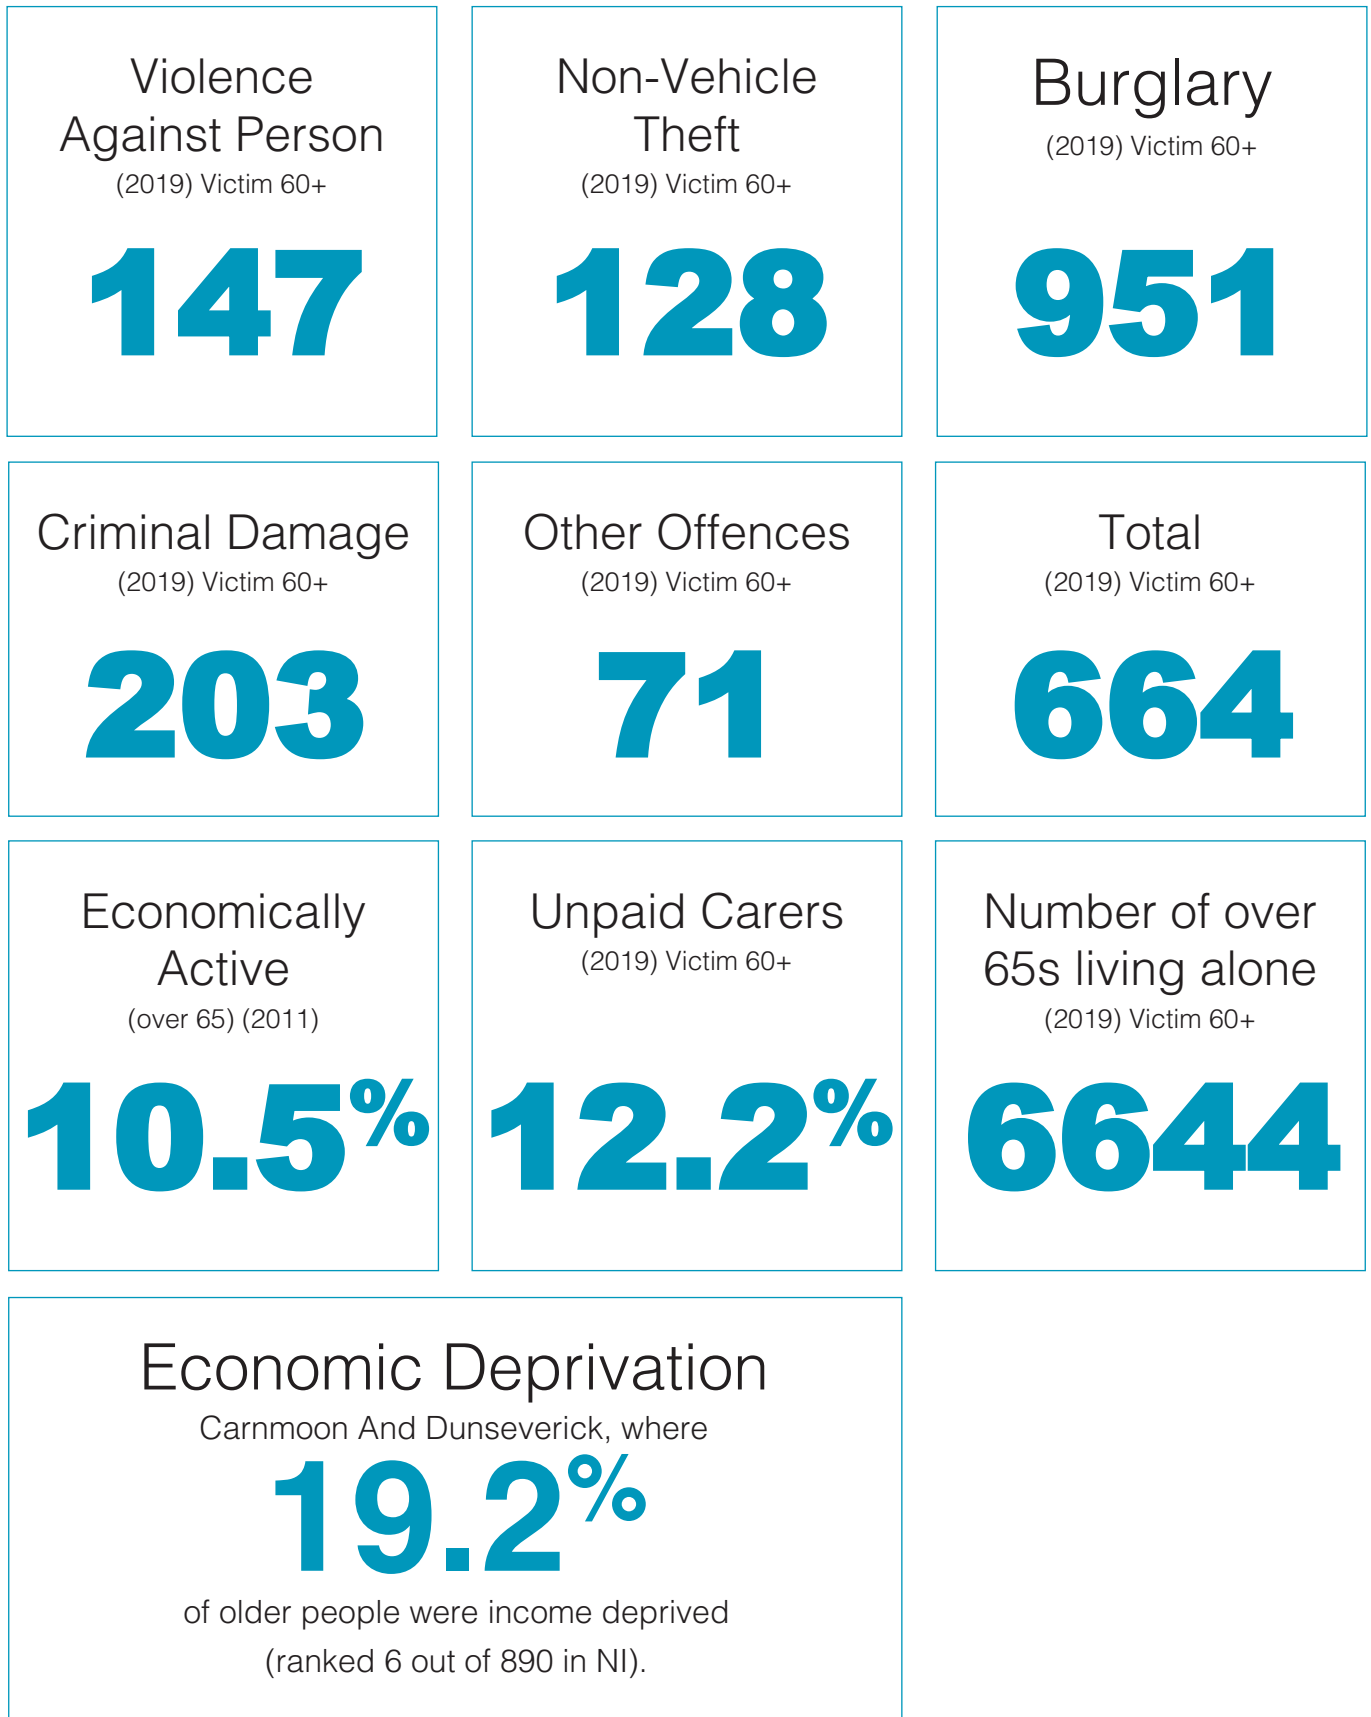 Violence
Against Person
(2019) Victim 60+
147
Non-Vehicle
Theft
(2019) Victim 60+
128
Burglary
(2019) Victim 60+
951
Criminal Damage
(2019) Victim 60+
203
Other Offences
(2019) Victim 60+
71
Total
(2019) Victim 60+
664
Economically
Active
(over 65) (2011)
10.5%
Unpaid Carers
(2019) Victim 60+
12.2%
Number of over
65s living alone
(2019) Victim 60+
6644
Economic Deprivation
Carnmoon And Dunseverick, where
19.2%
of older people were income deprived
(ranked 6 out of 890 in NI).